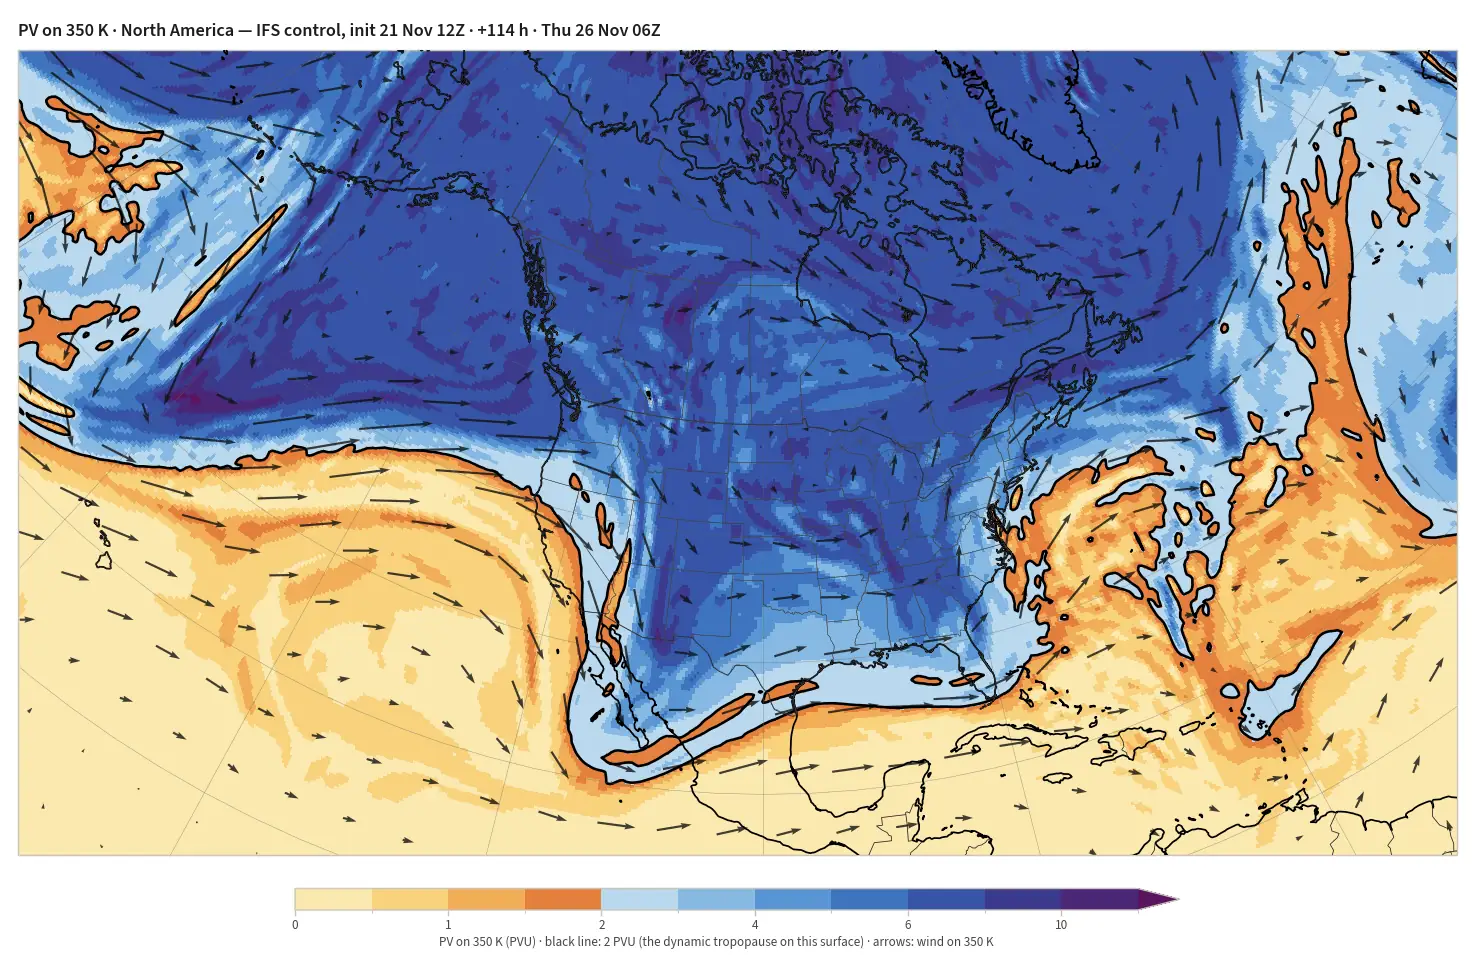 PV on 350 K · North America — IFS control, init 21 Nov 12Z · +114 h · Thu 26 Nov 06Z
0 1 2 4 6 10
PV on 350 K (PVU) · black line: 2 PVU (the dynamic tropopause on this surface) · arrows: wind on 350 K